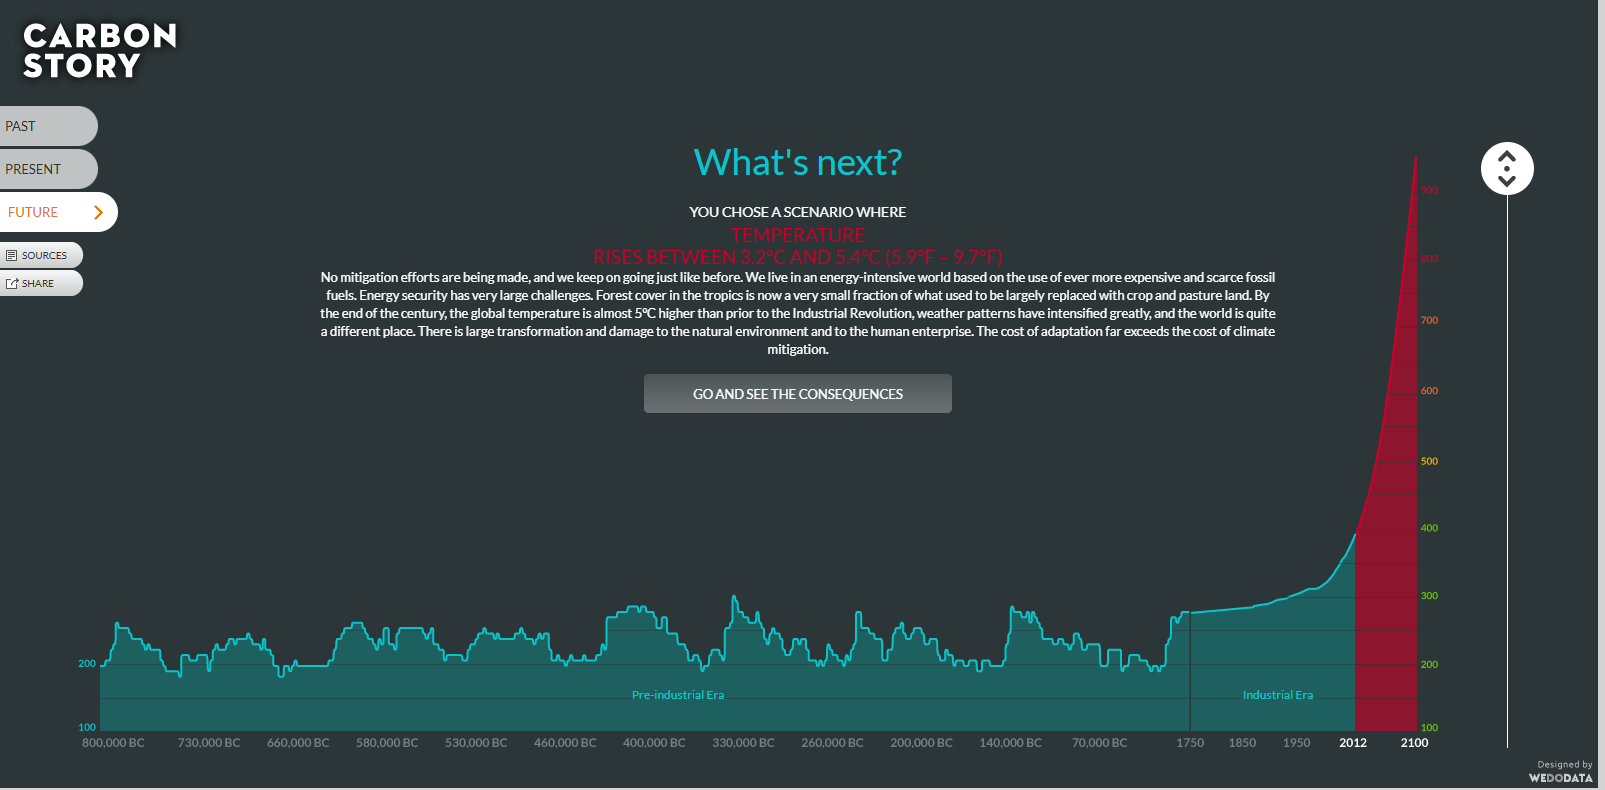 CARBON
STORY
PAST
PRESENT
FUTURE
SOURCES
SHARE
What's next?
YOU CHOSE A SCENARIO WHERE
TEMPERATURE
RISES BETWEEN 3.2°C AND 5.4°C (5.9°F – 9.7°F)
No mitigation efforts are being made, and we keep on going just like before. We live in an energy-intensive world based on the use of ever more expensive and scarce fossil
fuels. Energy security has very large challenges. Forest cover in the tropics is now a very small fraction of what used to be largely replaced with crop and pasture land. By
the end of the century, the global temperature is almost 5°C higher than prior to the Industrial Revolution, weather patterns have intensified greatly, and the world is quite
a different place. There is large transformation and damage to the natural environment and to the human enterprise. The cost of adaptation far exceeds the cost of climate
mitigation.
GO AND SEE THE CONSEQUENCES
900
800
700
600
500
400
300
200
100
200
100
Pre-industrial Era
Industrial Era
800,000 BC 730,000 BC 660,000 BC 580,000 BC 530,000 BC 460,000 BC 400,000 BC 330,000 BC 260,000 BC 200,000 BC 140,000 BC 70,000 BC 1750 1850 1950 2012 2100
Designed by
WEDODATA